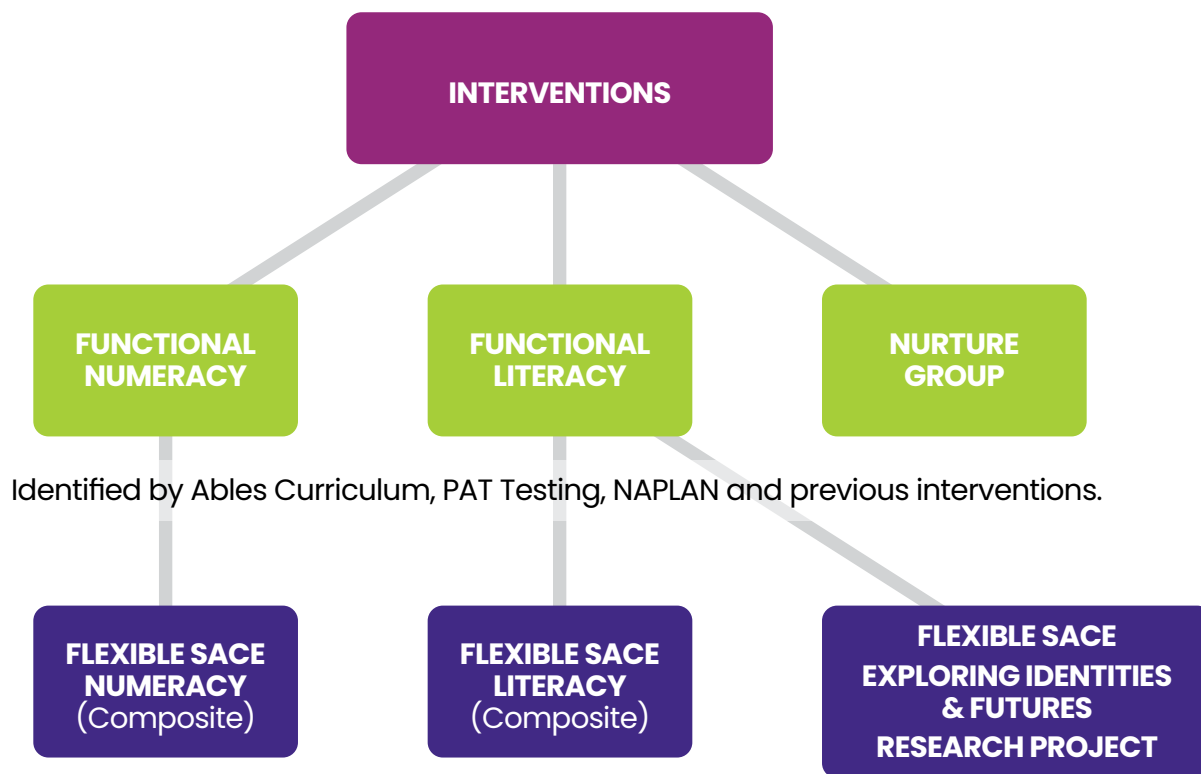 INTERVENTIONS
FUNCTIONAL
NUMERACY
FUNCTIONAL
LITERACY
NURTURE
GROUP
Identified by Ables Curriculum, PAT Testing, NAPLAN and previous interventions.
FLEXIBLE SACE
NUMERACY
(Composite)
FLEXIBLE SACE
LITERACY
(Composite)
FLEXIBLE SACE
EXPLORING IDENTITIES
& FUTURES
RESEARCH PROJECT